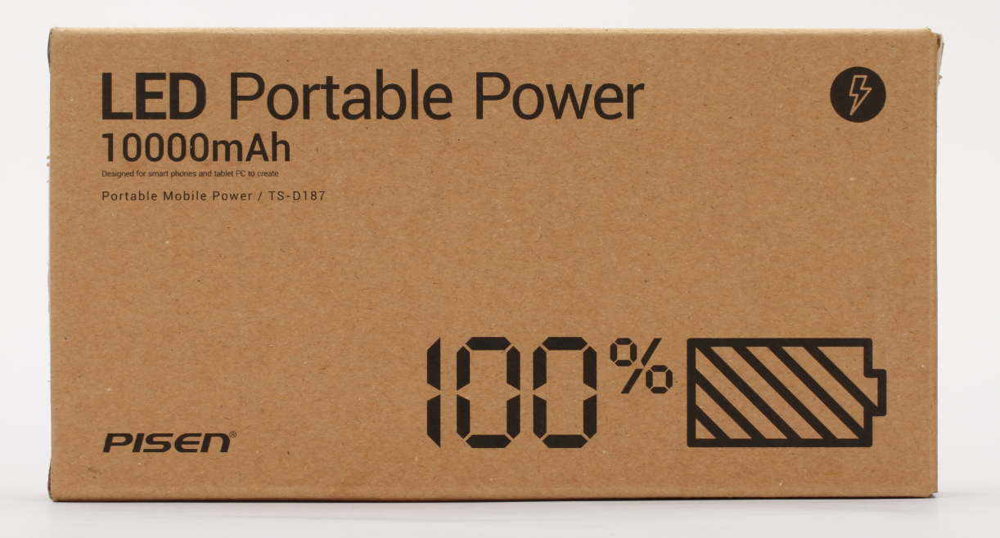 LED Portable Power
10000mAh
Designed for smart phones and tablet PC to create
Portable Mobile Power / TS-D187
100%
PISEN®